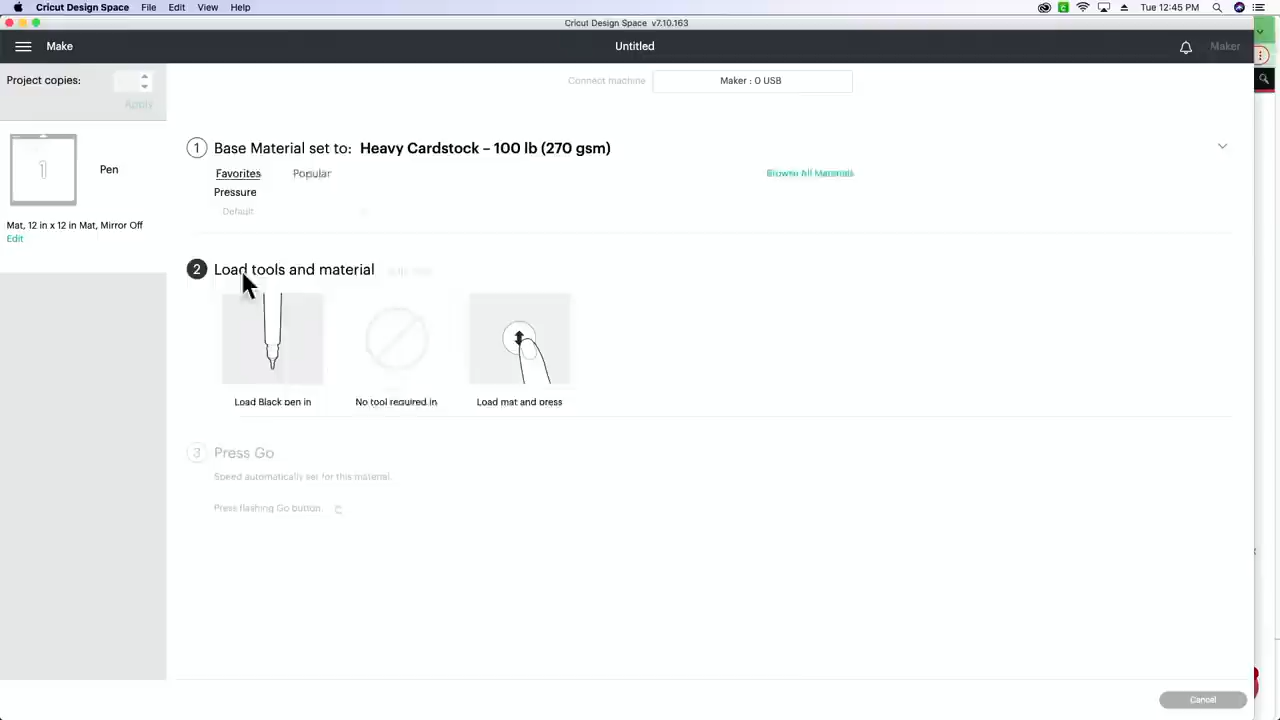 Cricut Design Space File Edit View Help Tue 12:45 PM
Cricut Design Space v7.10.163
Make Untitled Maker
Project copies:
Apply
Connect machine Maker : 0 USB
1 Base Material set to: Heavy Cardstock – 100 lb (270 gsm)
Favorites Popular Browse All Materials
Pressure
Default
1 Pen
Mat, 12 in x 12 in Mat, Mirror Off
Edit
2 Load tools and material
Load Black pen in No tool required in Load mat and press
3 Press Go
Speed automatically set for this material.
Press flashing Go button.
Cancel